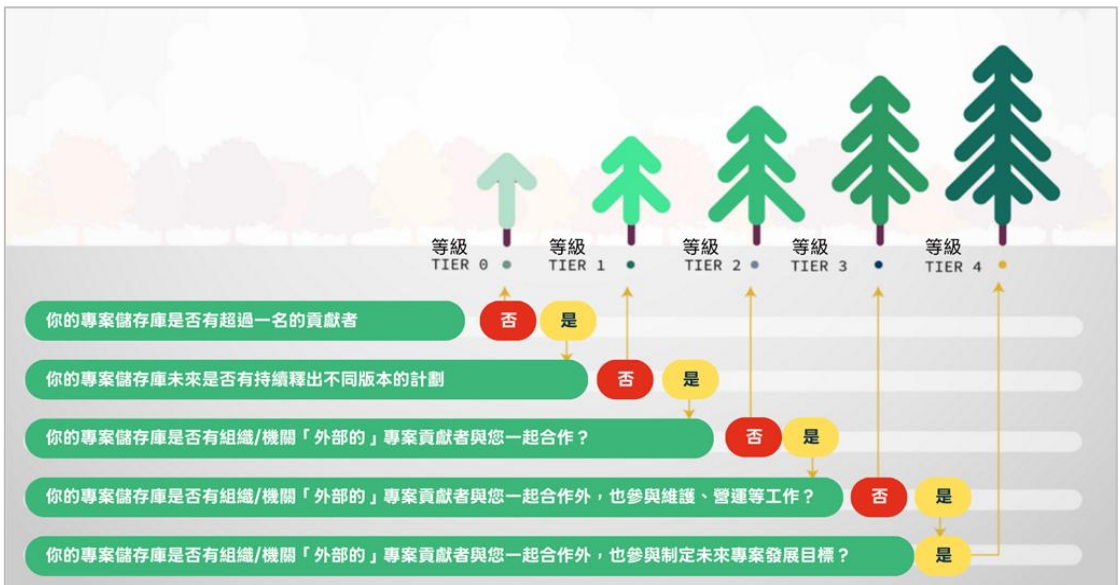 等級
TIER 0
等級
TIER 1
等級
TIER 2
等級
TIER 3
等級
TIER 4
你的專案儲存庫是否有超過一名的貢獻者
否
是
你的專案儲存庫未來是否有持續釋出不同版本的計劃
否
是
你的專案儲存庫是否有組織/機關「外部的」專案貢獻者與您一起合作？
否
是
你的專案儲存庫是否有組織/機關「外部的」專案貢獻者與您一起合作外，也參與維護、營運等工作？
否
是
你的專案儲存庫是否有組織/機關「外部的」專案貢獻者與您一起合作外，也參與制定未來專案發展目標？
是